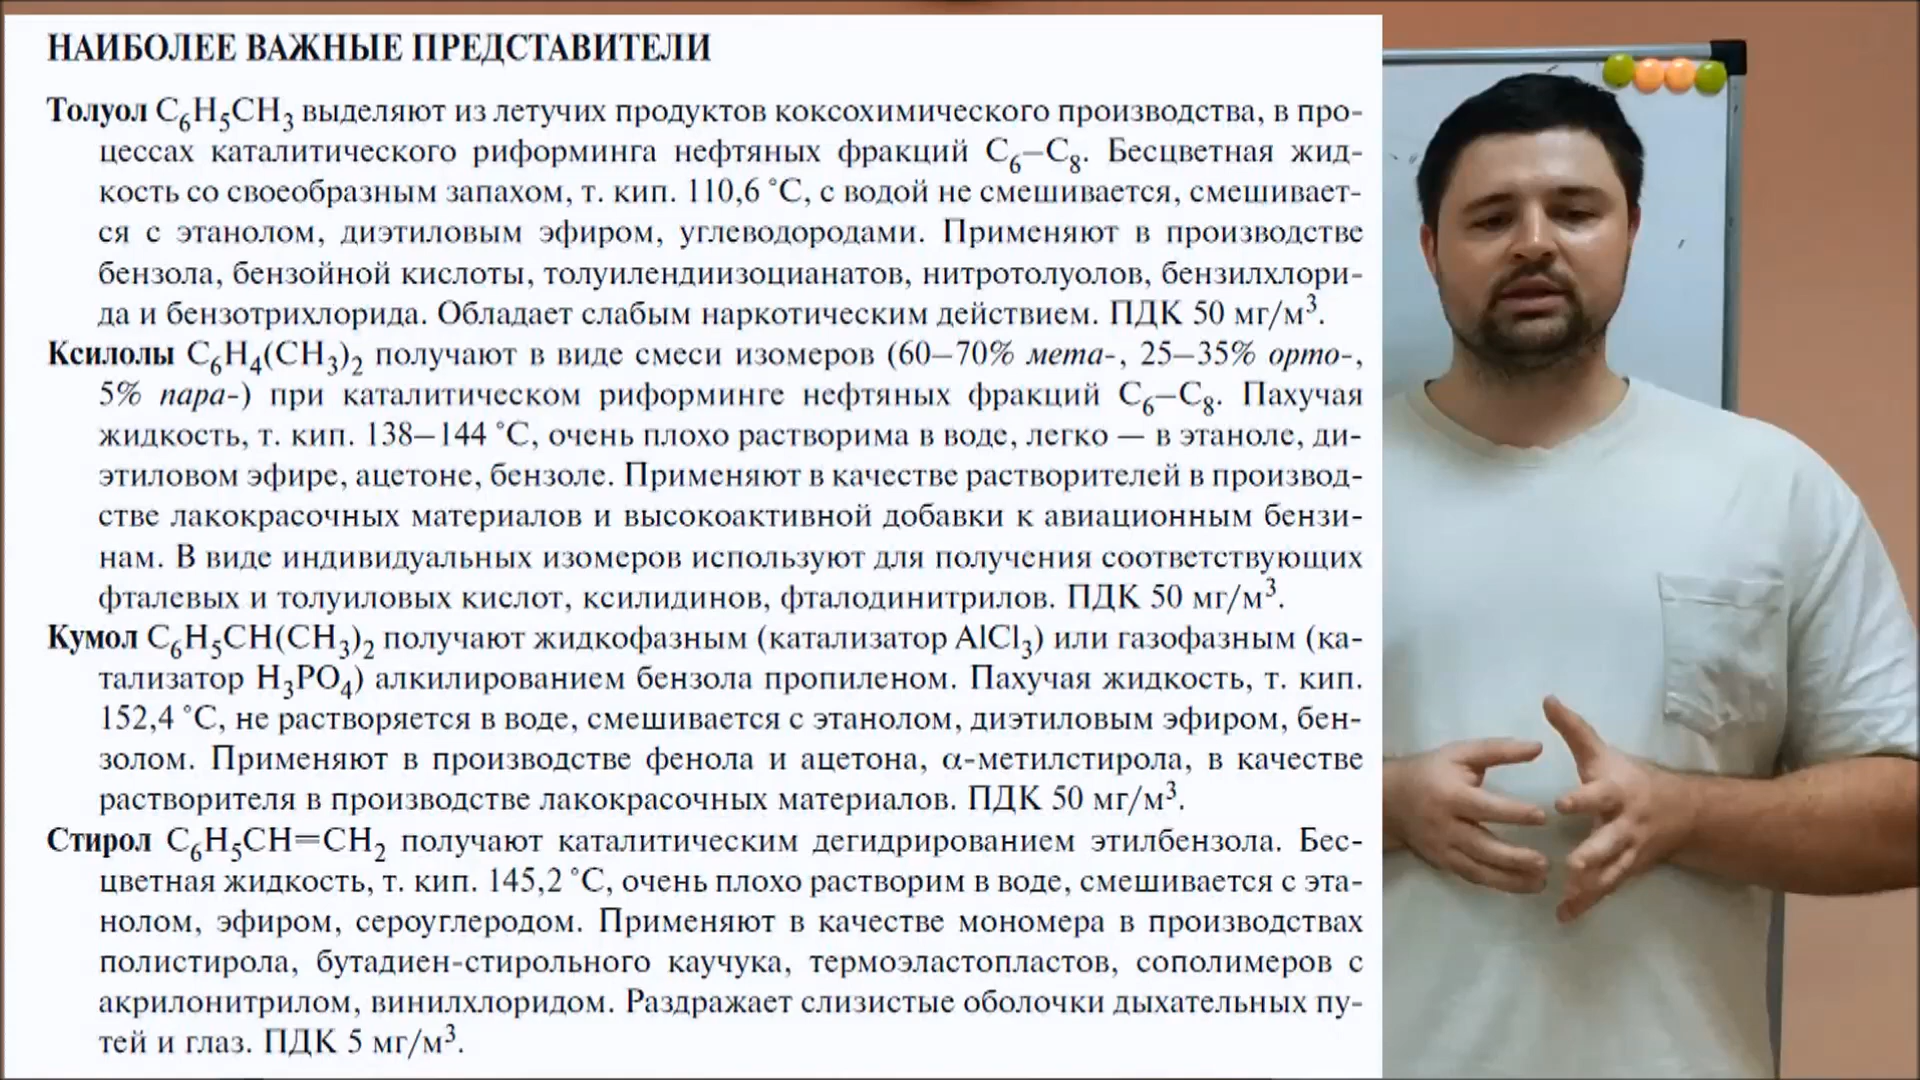 НАИБОЛЕЕ ВАЖНЫЕ ПРЕДСТАВИТЕЛИ
Толуол C₆H₅CH₃ выделяют из летучих продуктов коксохимического производства, в про-
цессах каталитического риформинга нефтяных фракций C₆–C₈. Бесцветная жид-
кость со своеобразным запахом, т. кип. 110,6 °C, с водой не смешивается, смешивает-
ся с этанолом, диэтиловым эфиром, углеводородами. Применяют в производстве
бензола, бензойной кислоты, толуилендиизоцианатов, нитротолуолов, бензилхлори-
да и бензотрихлорида. Обладает слабым наркотическим действием. ПДК 50 мг/м³.
Ксилолы C₆H₄(CH₃)₂ получают в виде смеси изомеров (60–70% мета-, 25–35% орто-,
5% пара-) при каталитическом риформинге нефтяных фракций C₆–C₈. Пахучая
жидкость, т. кип. 138–144 °C, очень плохо растворима в воде, легко — в этаноле, ди-
этиловом эфире, ацетоне, бензоле. Применяют в качестве растворителей в производ-
стве лакокрасочных материалов и высокоактивной добавки к авиационным бензи-
нам. В виде индивидуальных изомеров используют для получения соответствующих
фталевых и толуиловых кислот, ксилидинов, фталодинитрилов. ПДК 50 мг/м³.
Кумол C₆H₅CH(CH₃)₂ получают жидкофазным (катализатор AlCl₃) или газофазным (ка-
тализатор H₃PO₄) алкилированием бензола пропиленом. Пахучая жидкость, т. кип.
152,4 °C, не растворяется в воде, смешивается с этанолом, диэтиловым эфиром, бен-
золом. Применяют в производстве фенола и ацетона, α-метилстирола, в качестве
растворителя в производстве лакокрасочных материалов. ПДК 50 мг/м³.
Стирол C₆H₅CH=CH₂ получают каталитическим дегидрированием этилбензола. Бес-
цветная жидкость, т. кип. 145,2 °C, очень плохо растворим в воде, смешивается с эта-
нолом, эфиром, сероуглеродом. Применяют в качестве мономера в производствах
полистирола, бутадиен-стирольного каучука, термоэластопластов, сополимеров с
акрилонитрилом, винилхлоридом. Раздражает слизистые оболочки дыхательных пу-
тей и глаз. ПДК 5 мг/м³.